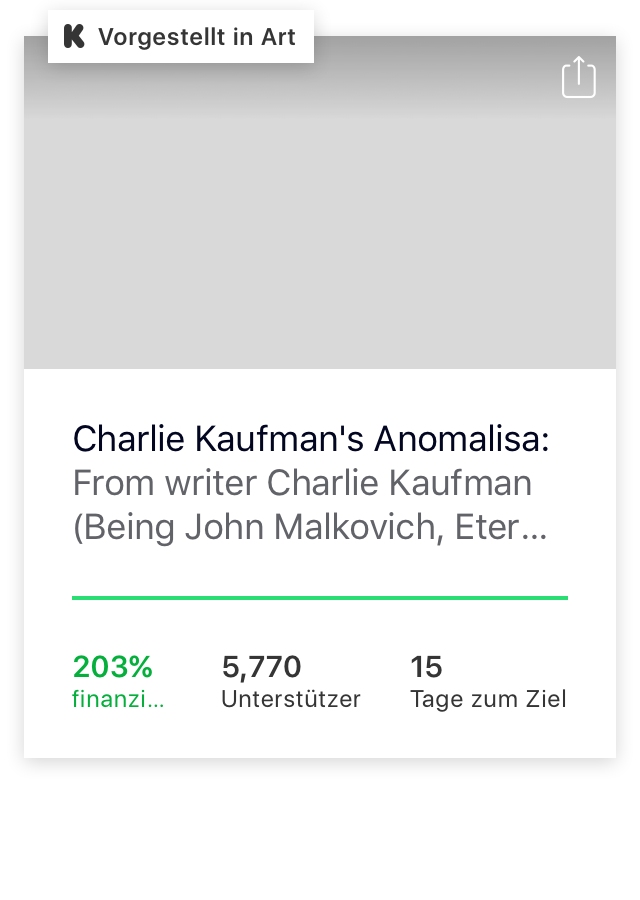 Vorgestellt in Art
Charlie Kaufman's Anomalisa:
From writer Charlie Kaufman
(Being John Malkovich, Eter...
203%
finanzi...
5,770
Unterstützer
15
Tage zum Ziel